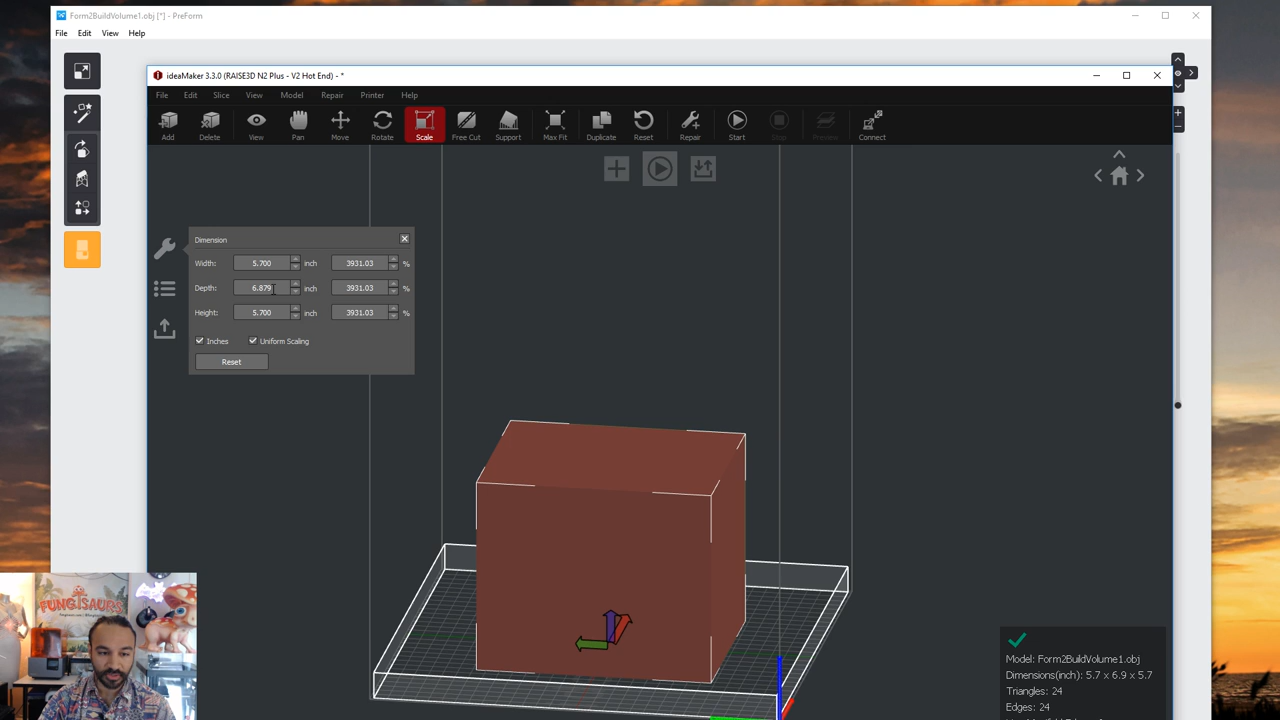 Form2BuildVolume1.obj [*] - PreForm
File Edit View Help
ideaMaker 3.3.0 (RAISE3D N2 Plus - V2 Hot End) - *
File Edit Slice View Model Repair Printer Help
Add Delete View Pan Move Rotate Scale Free Cut Support Max Fit Duplicate Reset Repair Start Stop Preview Connect
Dimension
Width: 5.700 inch 3931.03 %
Depth: 6.879 inch 3931.03 %
Height: 5.700 inch 3931.03 %
Inches Uniform Scaling
Reset
FUNGISAURS
Model: Form2BuildVolume1.obj
Dimensions(inch): 5.7 x 6.9 x 5.7
Triangles: 24
Edges: 24